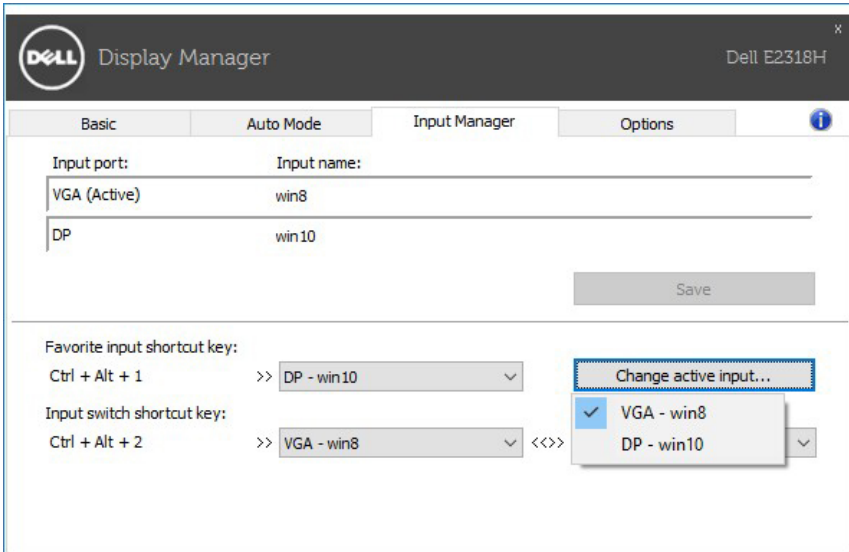 DELL Display Manager
x
Dell E2318H
Basic Auto Mode Input Manager Options i
Input port: Input name:
VGA (Active) win8
DP win10
Save
Favorite input shortcut key:
Ctrl + Alt + 1 >> DP - win10 Change active input...
Input switch shortcut key: VGA - win8
Ctrl + Alt + 2 >> VGA - win8 <<>> DP - win10